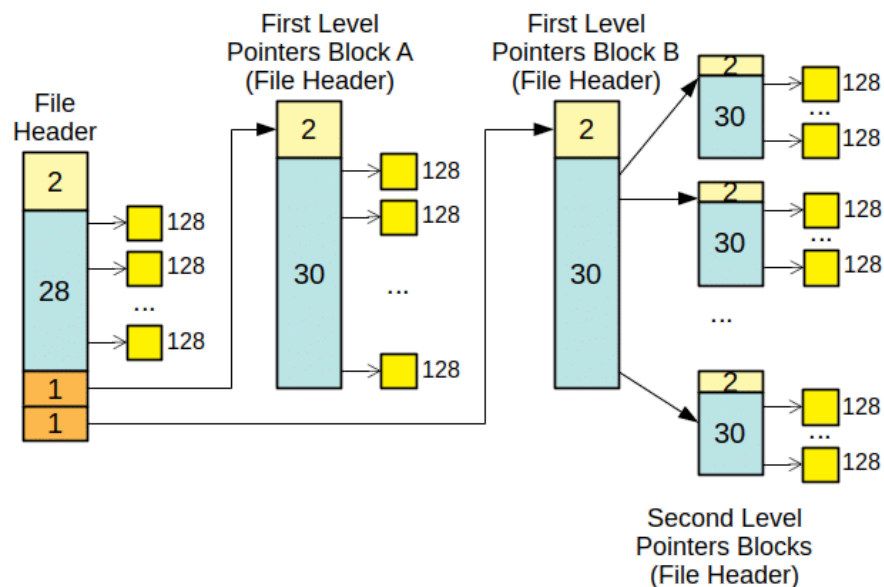 First Level
Pointers Block A
(File Header)
First Level
Pointers Block B
(File Header)
File
Header
2
28
1
1
128
128
...
128
2
30
128
128
...
128
2
30
2
30
128
...
128
2
30
128
...
128
...
2
30
128
...
128
Second Level
Pointers Blocks
(File Header)